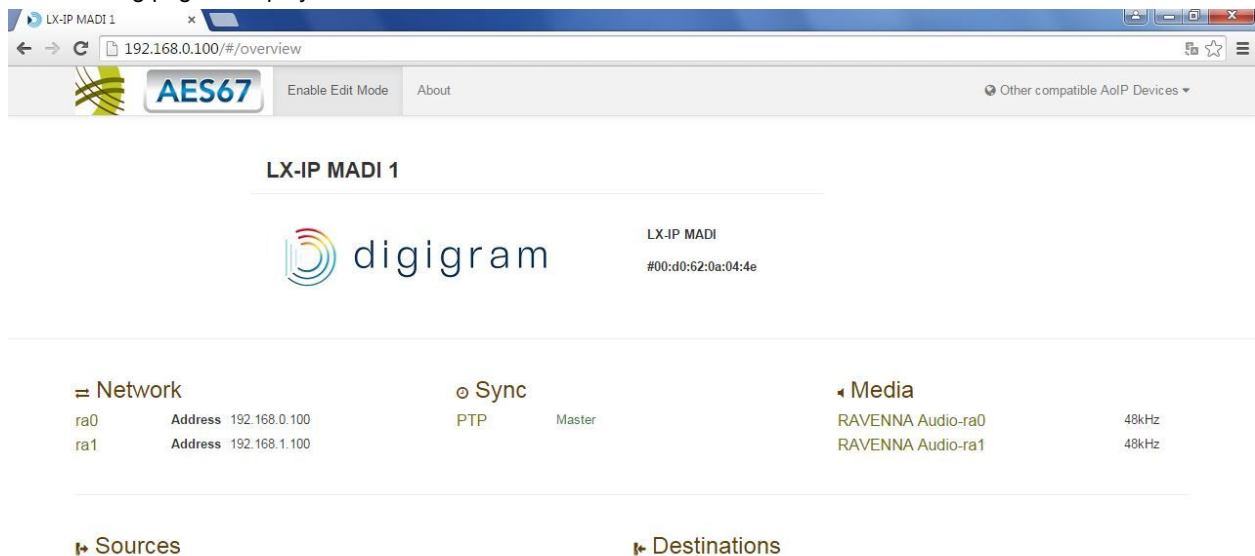 LX-IP MADI 1
192.168.0.100/#/overview
AES67 Enable Edit Mode About Other compatible AoIP Devices
LX-IP MADI 1
digigram
LX-IP MADI
#00:d0:62:0a:04:4e
Network
ra0 Address 192.168.0.100
ra1 Address 192.168.1.100
Sync
PTP Master
Media
RAVENNA Audio-ra0 48kHz
RAVENNA Audio-ra1 48kHz
Sources
Destinations